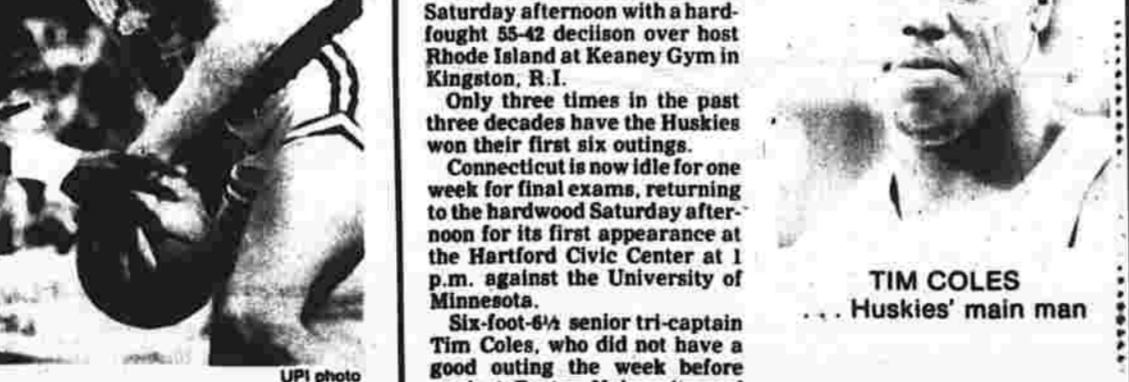 Saturday afternoon with a hard-
fought 55-42 deciison over host
Rhode Island at Keaney Gym in
Kingston, R.I.
Only three times in the past
three decades have the Huskies
won their first six outings.
Connecticut is now idle for one
week for final exams, returning
to the hardwood Saturday after-
noon for its first appearance at
the Hartford Civic Center at 1
p.m. against the University of
Minnesota.
Six-foot-6½ senior tri-captain
Tim Coles, who did not have a
good outing the week before
UPI photo
TIM COLES
... Huskies' main man